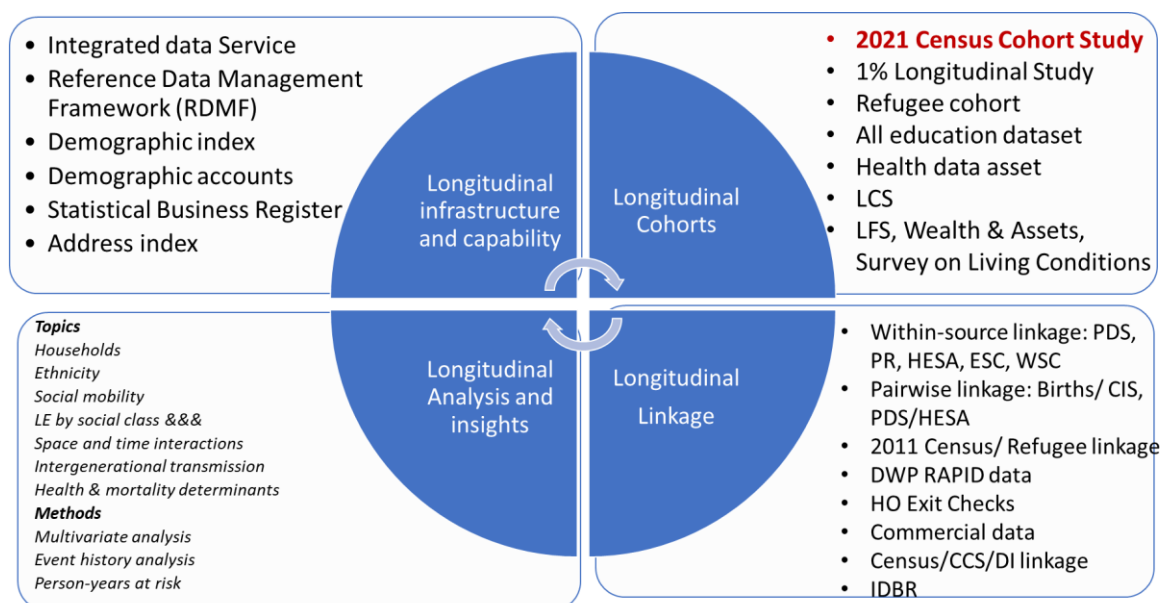 • Integrated data Service
• Reference Data Management
Framework (RDMF)
• Demographic index
• Demographic accounts
• Statistical Business Register
• Address index
Longitudinal
infrastructure
and capability
Longitudinal
Cohorts
• 2021 Census Cohort Study
• 1% Longitudinal Study
• Refugee cohort
• All education dataset
• Health data asset
• LCS
• LFS, Wealth & Assets,
Survey on Living Conditions
Topics
Households
Ethnicity
Social mobility
LE by social class &&&
Space and time interactions
Intergenerational transmission
Health & mortality determinants
Methods
Multivariate analysis
Event history analysis
Person-years at risk
Longitudinal
Analysis and
insights
Longitudinal
Linkage
• Within-source linkage: PDS,
PR, HESA, ESC, WSC
• Pairwise linkage: Births/ CIS,
PDS/HESA
• 2011 Census/ Refugee linkage
• DWP RAPID data
• HO Exit Checks
• Commercial data
• Census/CCS/DI linkage
• IDBR